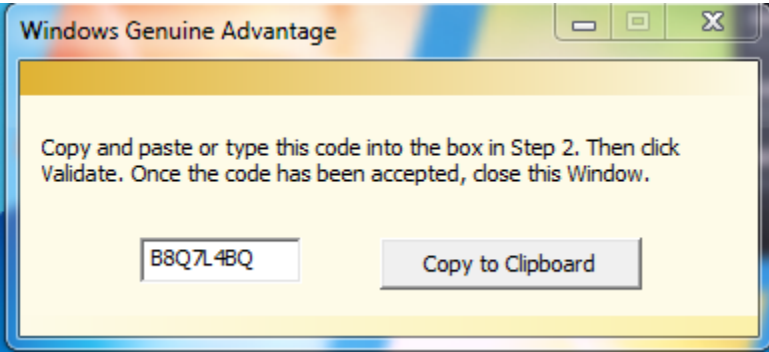 Windows Genuine Advantage
Copy and paste or type this code into the box in Step 2. Then click
Validate. Once the code has been accepted, close this Window.
B8Q7L4BQ Copy to Clipboard